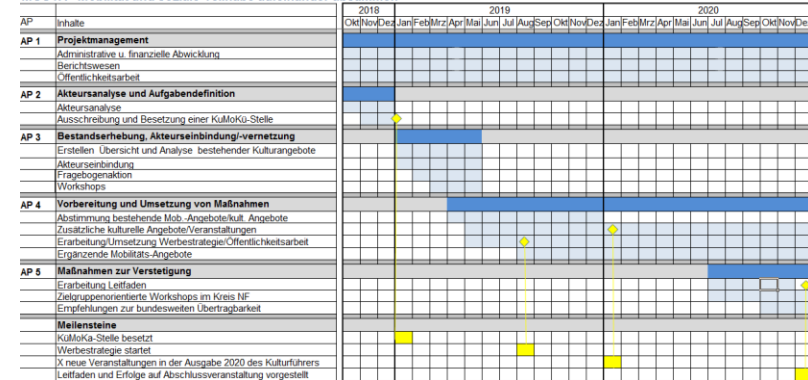 2018 2019 2020
AP Inhalte Okt Nov Dez Jan Feb Mrz Apr Mai Jun Jul Aug Sep Okt Nov Dez Jan Feb Mrz Apr Mai Jun Jul Aug Sep Okt Nov De
AP 1 Projektmanagement
Administrative u. finanzielle Abwicklung
Berichtswesen
Öffentlichkeitsarbeit
AP 2 Akteursanalyse und Aufgabendefinition
Akteursanalyse
Ausschreibung und Besetzung einer KuMoKü-Stelle
AP 3 Bestandserhebung, Akteurseinbindung/-vernetzung
Erstellen Übersicht und Analyse bestehender Kulturangebote
Akteurseinbindung
Fragebogenaktion
Workshops
AP 4 Vorbereitung und Umsetzung von Maßnahmen
Abstimmung bestehende Mob.-Angebote/kult. Angebote
Zusätzliche kulturelle Angebote/Veranstaltungen
Erarbeitung/Umsetzung Werbestrategie/Öffentlichkeitsarbeit
Ergänzende Mobilitäts-Angebote
AP 5 Maßnahmen zur Verstetigung
Erarbeitung Leitfaden
Zielgruppenorientierte Workshops im Kreis NF
Empfehlungen zur bundesweiten Übertragbarkeit
Meilensteine
KüMoKa-Stelle besetzt
Werbestrategie startet
X neue Veranstaltungen in der Ausgabe 2020 des Kulturführers
Leitfaden und Erfolge auf Abschlussveranstaltung vorgestellt